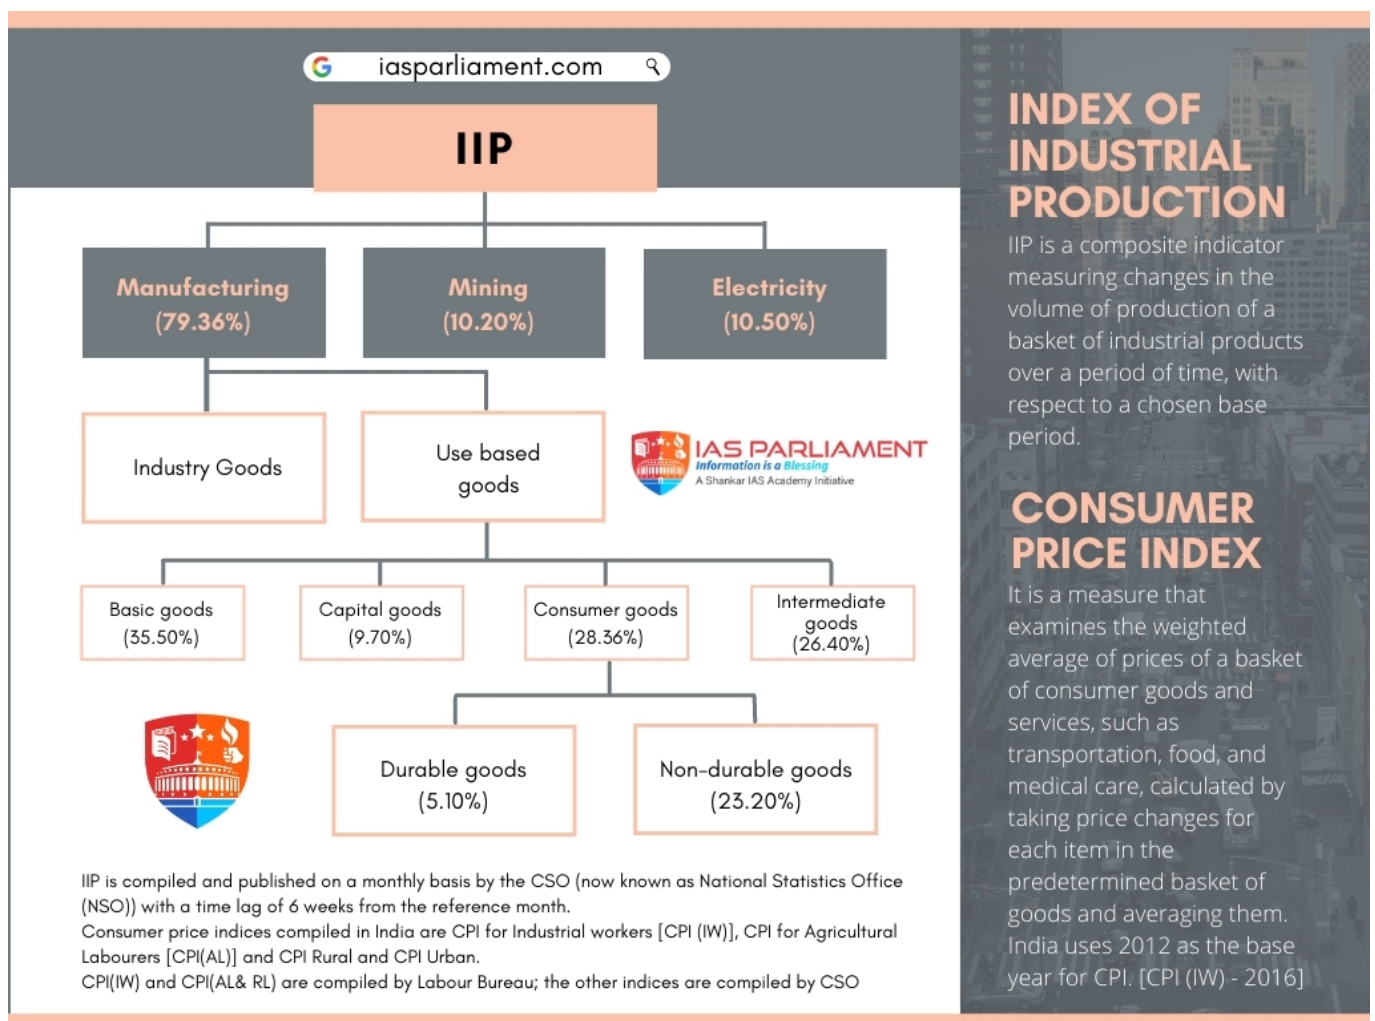 iasparliament.com
IIP
Manufacturing
(79.36%)
Mining
(10.20%)
Electricity
(10.50%)
Industry Goods
Use based
goods
IAS PARLIAMENT
Information is a Blessing
A Shankar IAS Academy Initiative
Basic goods
(35.50%)
Capital goods
(9.70%)
Consumer goods
(28.36%)
Intermediate
goods
(26.40%)
Durable goods
(5.10%)
Non-durable goods
(23.20%)
IIP is compiled and published on a monthly basis by the CSO (now known as National Statistics Office
(NSO)) with a time lag of 6 weeks from the reference month.
Consumer price indices compiled in India are CPI for Industrial workers [CPI (IW)], CPI for Agricultural
Labourers [CPI(AL)] and CPI Rural and CPI Urban.
CPI(IW) and CPI(AL& RL) are compiled by Labour Bureau; the other indices are compiled by CSO
INDEX OF
INDUSTRIAL
PRODUCTION
IIP is a composite indicator
measuring changes in the
volume of production of a
basket of industrial products
over a period of time, with
respect to a chosen base
period.
CONSUMER
PRICE INDEX
It is a measure that
examines the weighted
average of prices of a basket
of consumer goods and
services, such as
transportation, food, and
medical care, calculated by
taking price changes for
each item in the
predetermined basket of
goods and averaging them.
India uses 2012 as the base
year for CPI. [CPI (IW) - 2016]